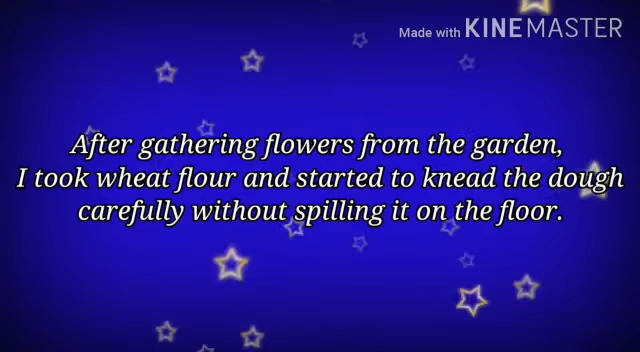 Made with KINEMASTER
After gathering flowers from the garden,
I took wheat flour and started to knead the dough
carefully without spilling it on the floor.